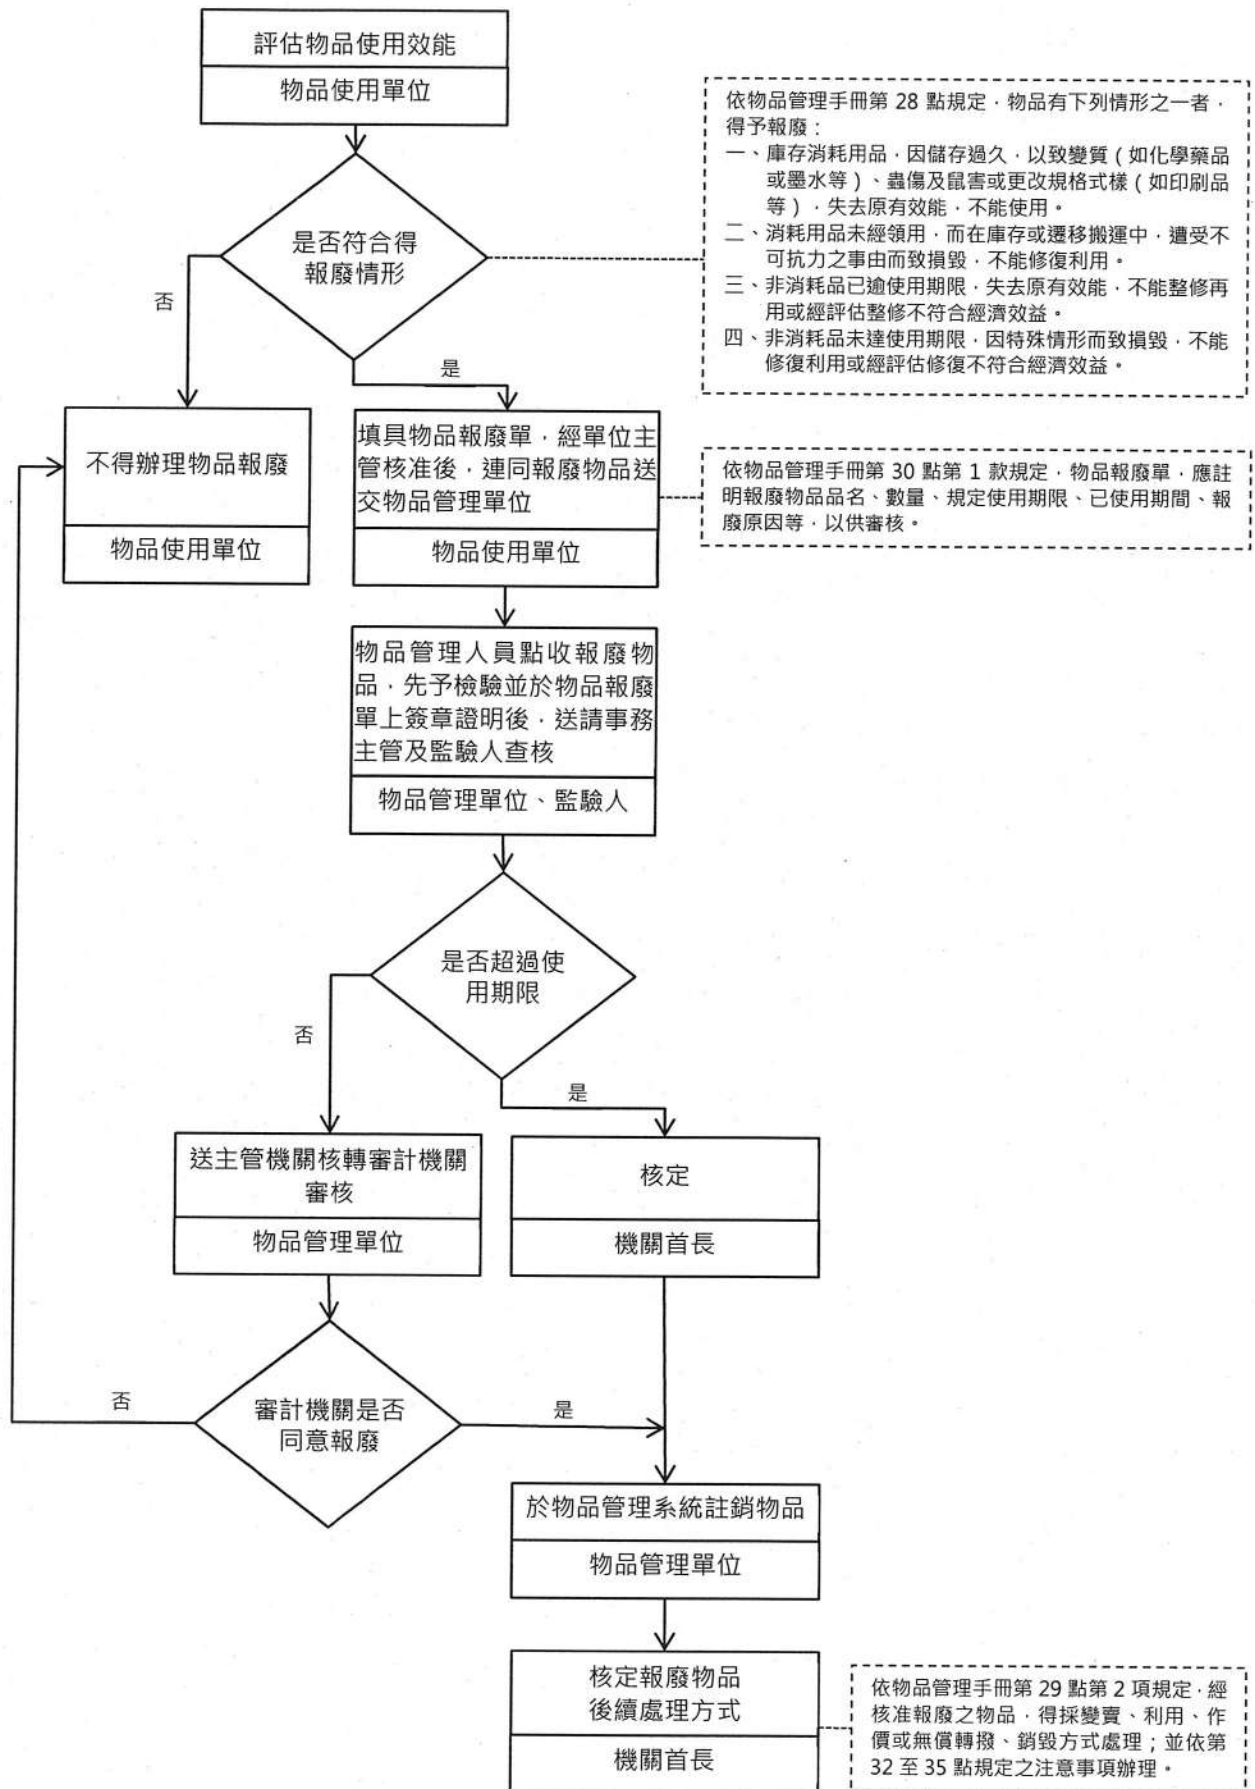 評估物品使用效能
物品使用單位
依物品管理手冊第 28 點規定，物品有下列情形之一者，
得予報廢：
一、庫存消耗用品，因儲存過久，以致變質（如化學藥品
或墨水等）、蟲傷及鼠害或更改規格式樣（如印刷品
等），失去原有效能，不能使用。
二、消耗用品未經領用，而在庫存或遷移搬運中，遭受不
可抗力之事由而致損毀，不能修復利用。
三、非消耗品已逾使用期限，失去原有效能，不能整修再
用或經評估整修不符合經濟效益。
四、非消耗品未達使用期限，因特殊情形而致損毀，不能
修復利用或經評估修復不符合經濟效益。
是否符合得
報廢情形
否
是
不得辦理物品報廢
物品使用單位
填具物品報廢單，經單位主
管核准後，連同報廢物品送
交物品管理單位
物品使用單位
依物品管理手冊第 30 點第 1 款規定，物品報廢單，應註
明報廢物品品名、數量、規定使用期限、已使用期間、報
廢原因等，以供審核。
物品管理人員點收報廢物
品，先予檢驗並於物品報廢
單上簽章證明後，送請事務
主管及監驗人查核
物品管理單位、監驗人
是否超過使
用期限
否
是
送主管機關核轉審計機關
審核
物品管理單位
核定
機關首長
審計機關是否
同意報廢
否
是
於物品管理系統註銷物品
物品管理單位
核定報廢物品
後續處理方式
機關首長
依物品管理手冊第 29 點第 2 項規定，經
核准報廢之物品，得採變賣、利用、作
價或無償轉撥、銷毀方式處理；並依第
32 至 35 點規定之注意事項辦理。